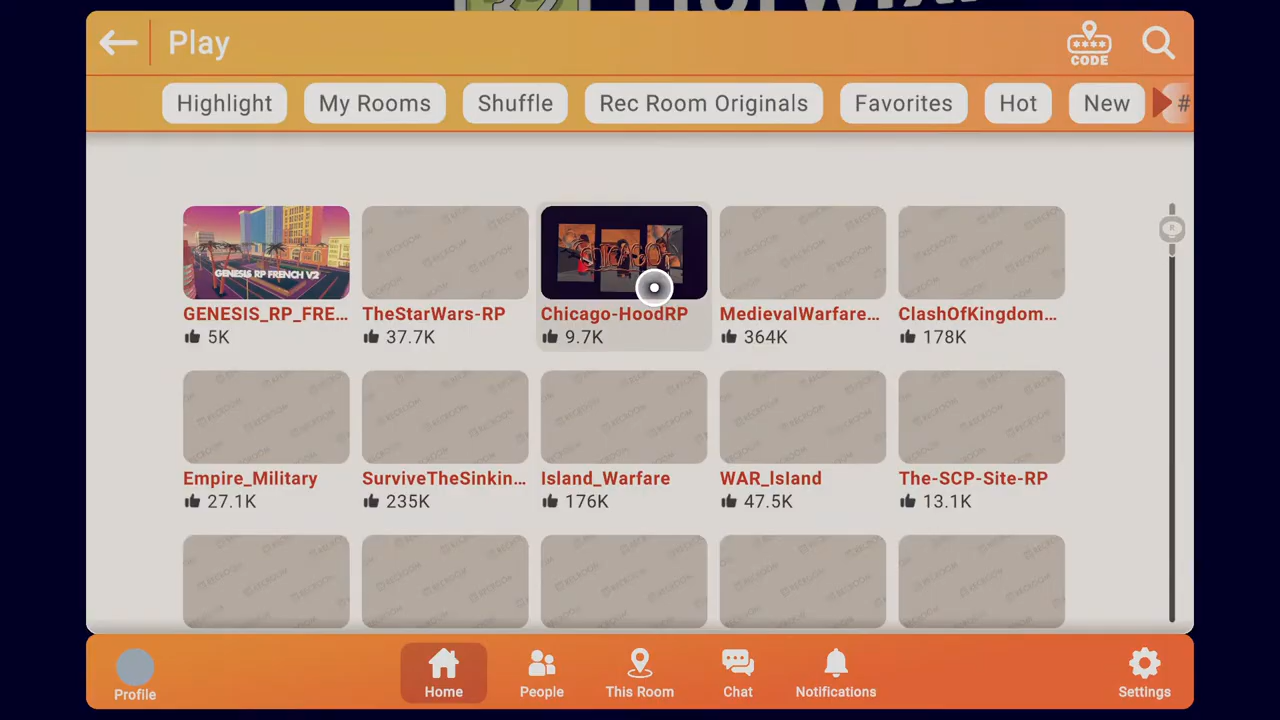 Play
CODE
Highlight
My Rooms
Shuffle
Rec Room Originals
Favorites
Hot
New
#
GENESIS RP FRENCH V2
CHICAGO
GENESIS_RP_FRE...
TheStarWars-RP
Chicago-HoodRP
MedievalWarfare...
ClashOfKingdom...
5K
37.7K
9.7K
364K
178K
RECROOM
Empire_Military
SurviveTheSinkin...
Island_Warfare
WAR_Island
The-SCP-Site-RP
27.1K
235K
176K
47.5K
13.1K
Profile
Home
People
This Room
Chat
Notifications
Settings